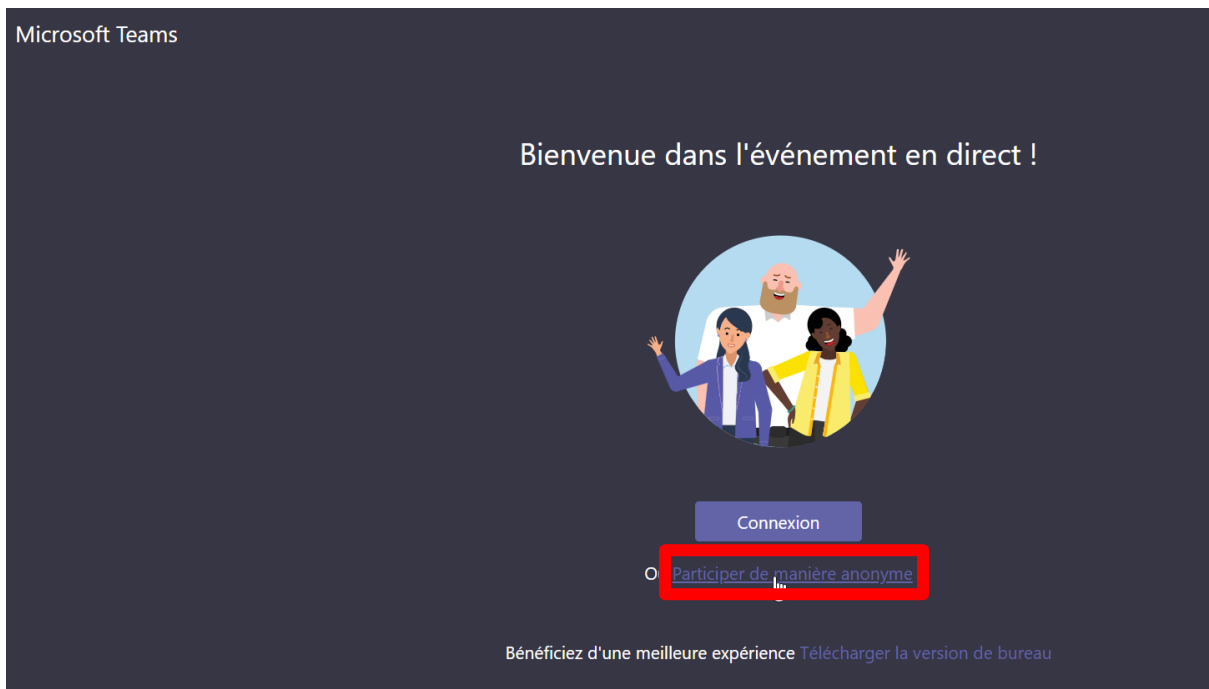 Microsoft Teams
Bienvenue dans l'événement en direct !
Connexion
Participer de manière anonyme
Bénéficiez d'une meilleure expérience Télécharger la version de bureau